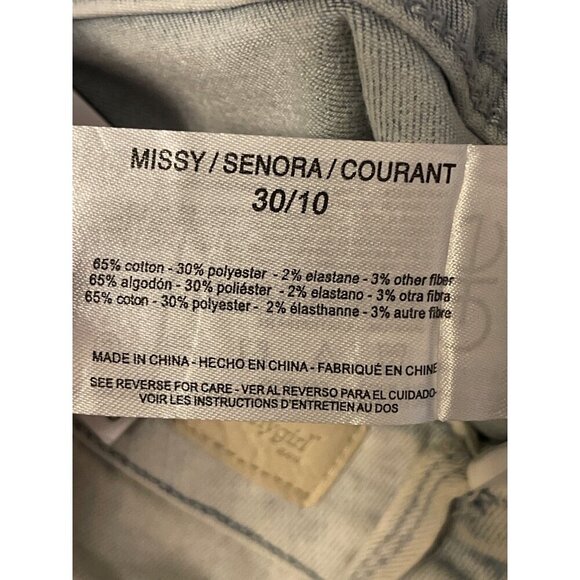 MISSY / SENORA / COURANT
30/10
65% cotton - 30% polyester - 2% elastane - 3% other fiber
65% algodón - 30% poliéster - 2% elastano - 3% otra fibra
65% coton - 30% polyester - 2% élasthanne - 3% autre fibre
MADE IN CHINA - HECHO EN CHINA - FABRIQUÉ EN CHINE
SEE REVERSE FOR CARE - VER AL REVERSO PARA EL CUIDADO-
VOIR LES INSTRUCTIONS D'ENTRETIEN AU DOS